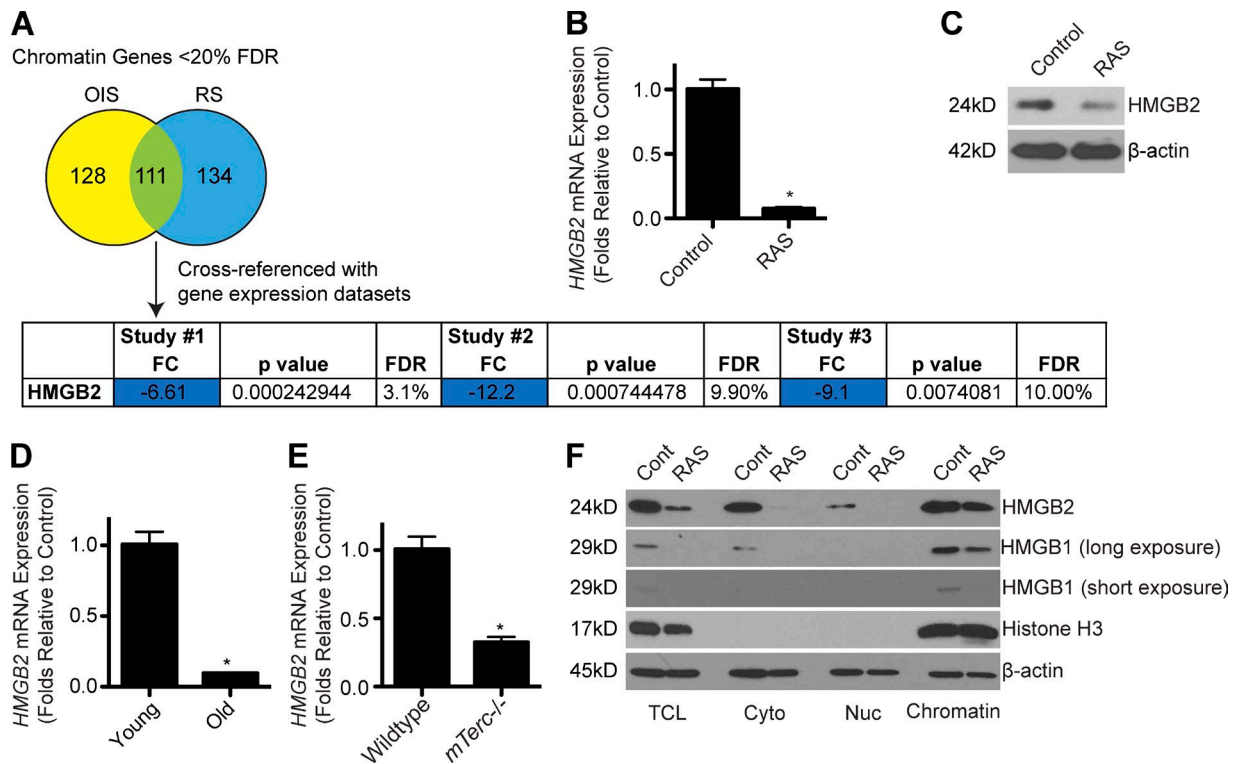 A
Chromatin Genes <20% FDR
OIS RS
128 111 134
Cross-referenced with
gene expression datasets
Study #1 Study #2 Study #3
FC p value FDR FC p value FDR FC p value FDR
HMGB2 -6.61 0.000242944 3.1% -12.2 0.000744478 9.90% -9.1 0.0074081 10.00%
B
HMGB2 mRNA Expression
(Folds Relative to Control)
1.0
0.5
0.0
*
Control RAS
C
Control RAS
24kD HMGB2
42kD β-actin
D
HMGB2 mRNA Expression
(Folds Relative to Control)
1.0
0.5
0.0
*
Young Old
E
HMGB2 mRNA Expression
(Folds Relative to Control)
1.0
0.5
0.0
*
Wildtype mTerc-/-
F
Cont RAS Cont RAS Cont RAS Cont RAS
24kD HMGB2
29kD HMGB1 (long exposure)
29kD HMGB1 (short exposure)
17kD Histone H3
45kD β-actin
TCL Cyto Nuc Chromatin